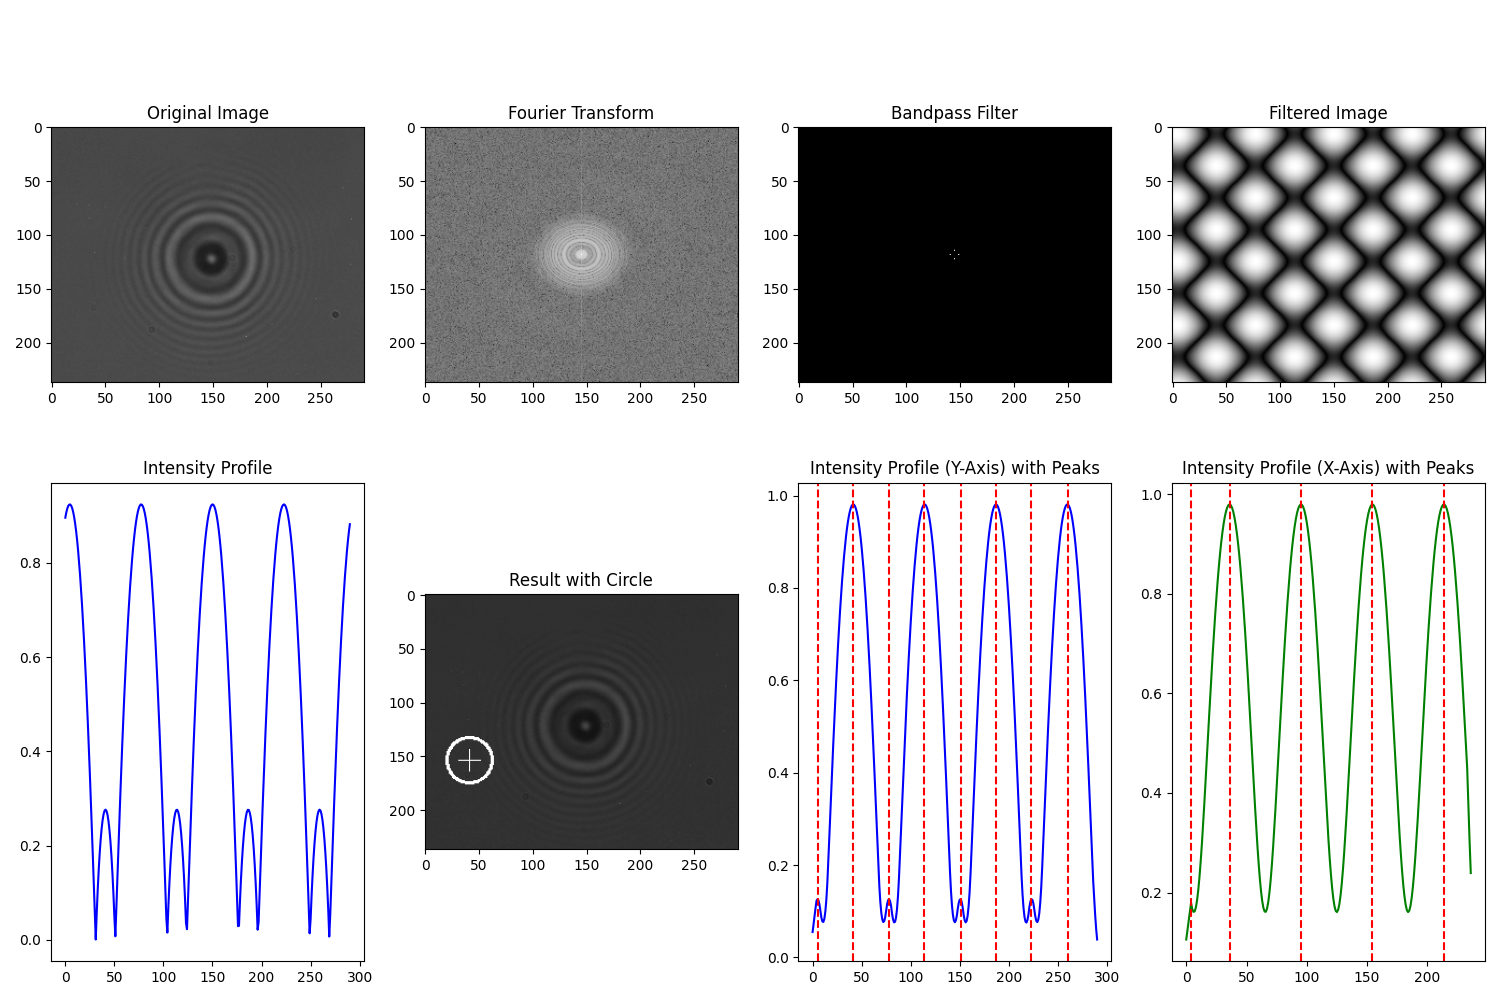 Original Image
Fourier Transform
Bandpass Filter
Filtered Image
0
50
100
150
200
0 50 100 150 200 250
0
50
100
150
200
0 50 100 150 200 250
0
50
100
150
200
0 50 100 150 200 250
0
50
100
150
200
0 50 100 150 200 250
Intensity Profile
0.8
0.6
0.4
0.2
0.0
0 50 100 150 200 250 300
Result with Circle
0
50
100
150
200
0 50 100 150 200 250
Intensity Profile (Y-Axis) with Peaks
1.0
0.8
0.6
0.4
0.2
0.0
0 50 100 150 200 250 300
Intensity Profile (X-Axis) with Peaks
1.0
0.8
0.6
0.4
0.2
0 50 100 150 200